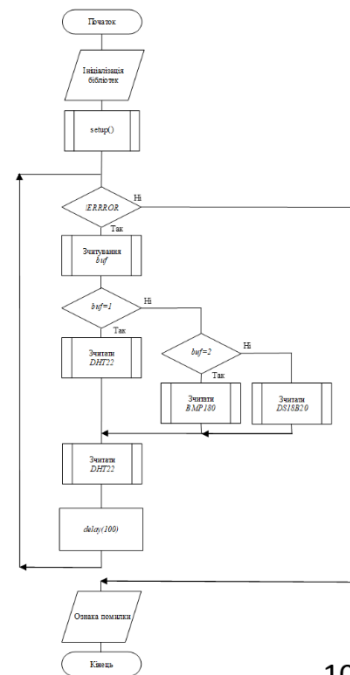 Початок
Ініціалізація
бібліотек
setup()
!ERRROR
Ні
Так
Зчитування
buf
buf=1
Ні
Так
Зчитати
DHT22
buf=2
Ні
Так
Зчитати
BMP180
Зчитати
DS18B20
Зчитати
DHT22
delay(100)
Ознака помилки
Кінець
10